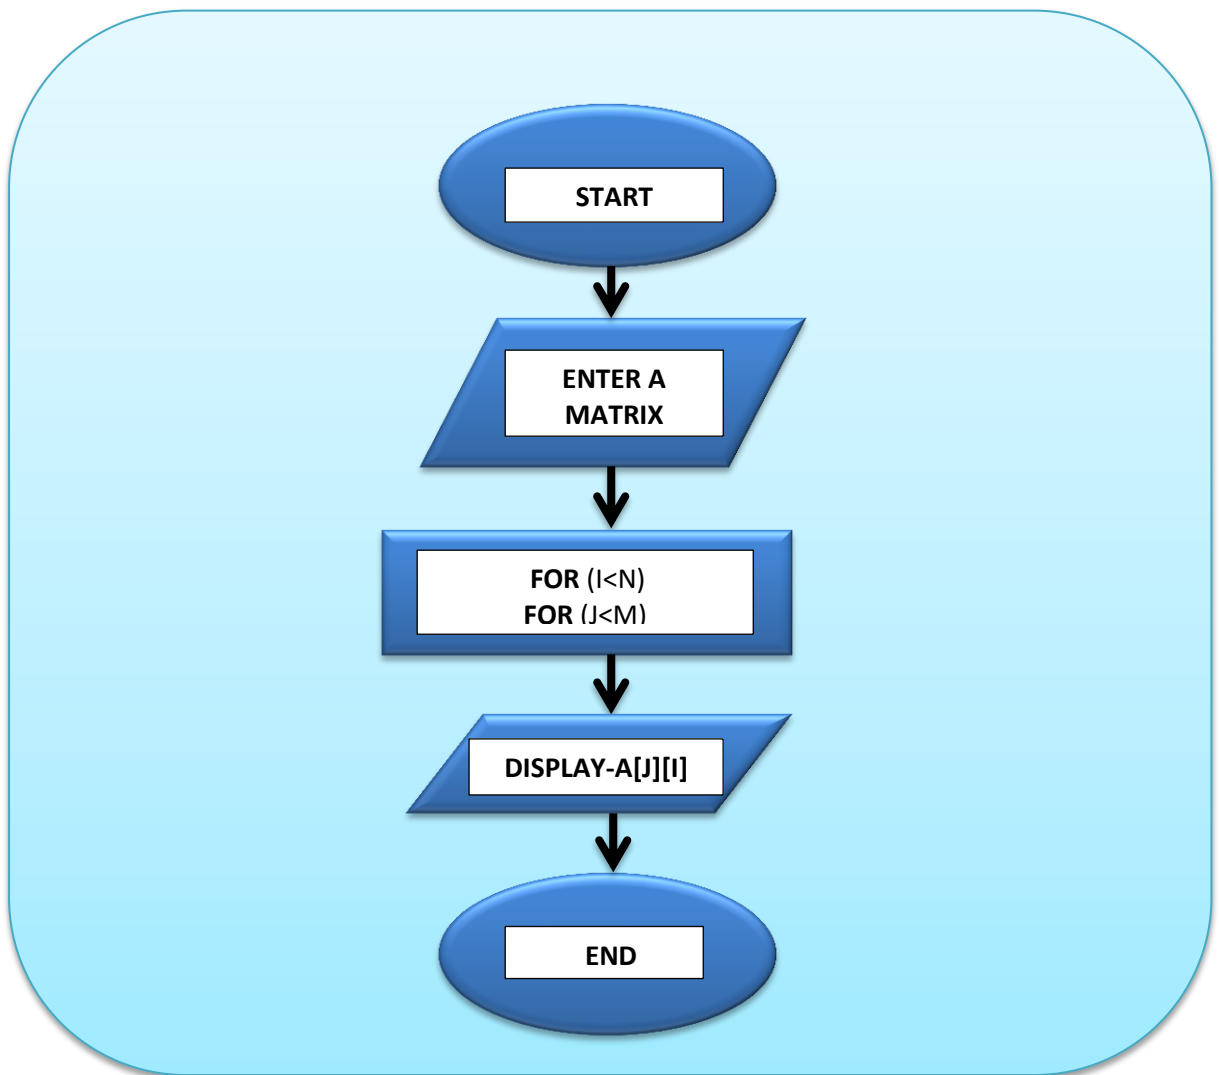 START
ENTER A
MATRIX
FOR (I<N)
FOR (J<M)
DISPLAY-A[J][I]
END